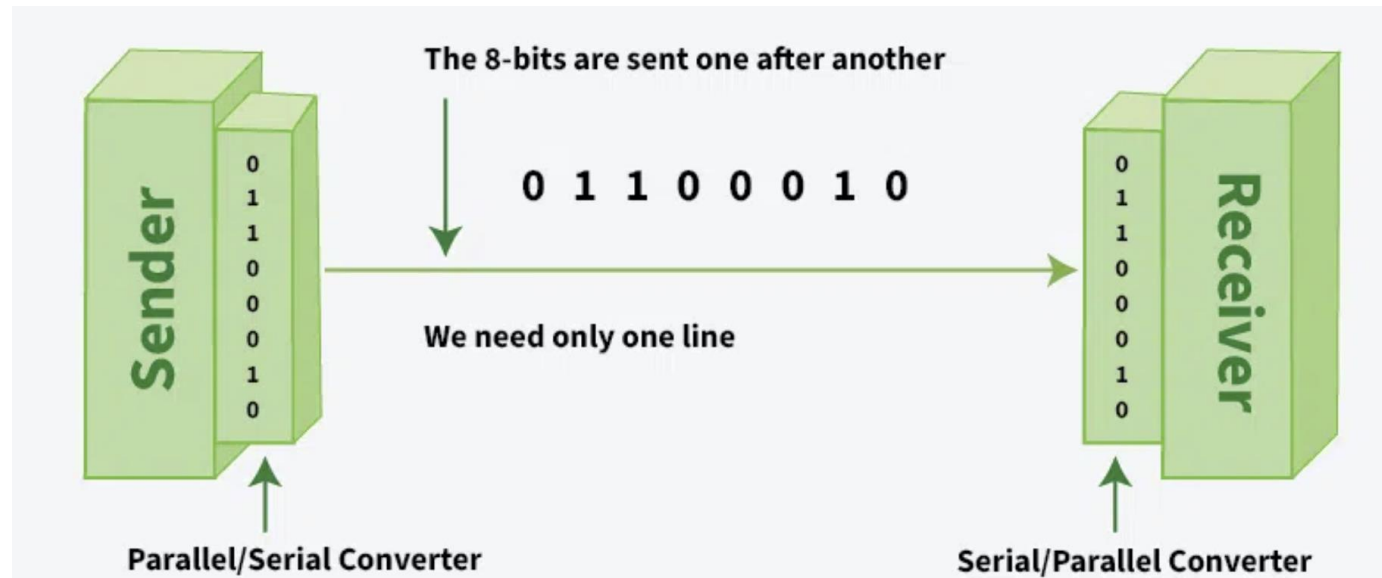 The 8-bits are sent one after another
Sender
0
1
1
0
0
0
1
0
0 1 1 0 0 0 1 0
We need only one line
0
1
1
0
0
0
1
0
Receiver
Parallel/Serial Converter
Serial/Parallel Converter